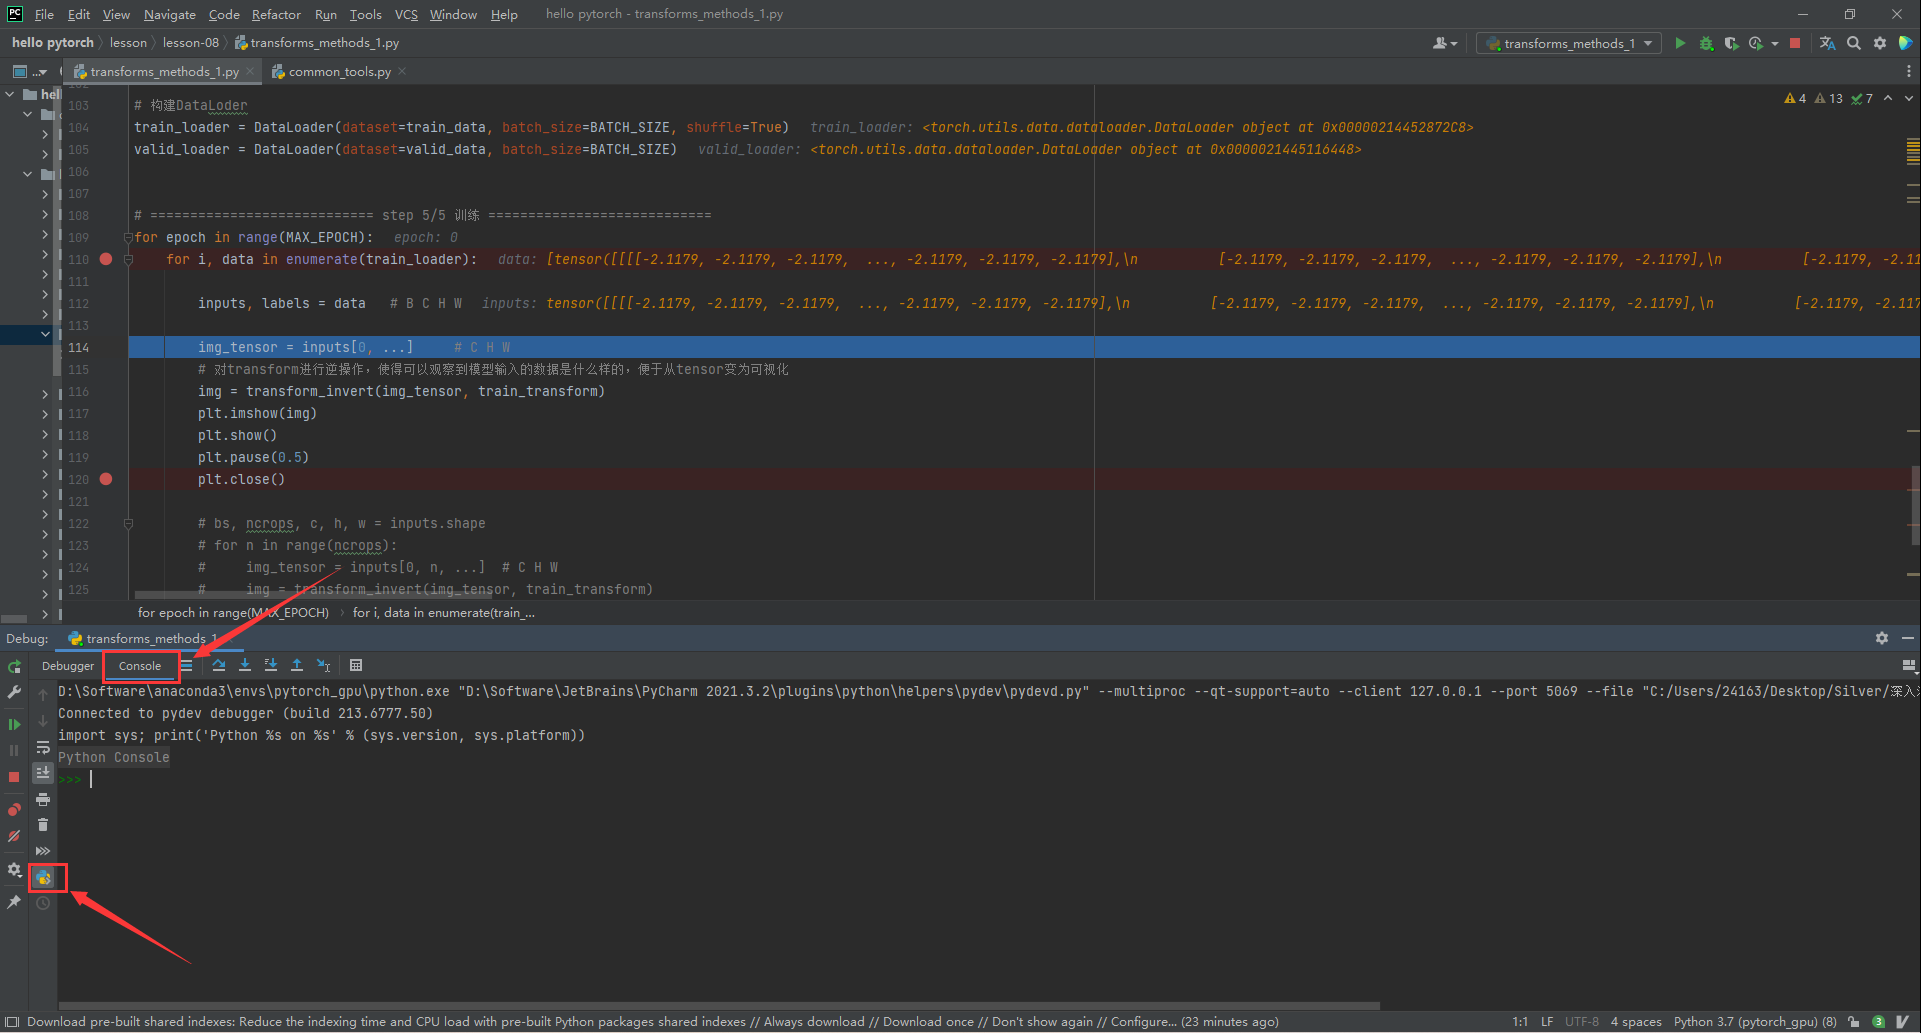 PC File Edit View Navigate Code Refactor Run Tools VCS Window Help hello pytorch - transforms_methods_1.py
hello pytorch lesson lesson-08 transforms_methods_1.py transforms_methods_1
... transforms_methods_1.py common_tools.py
4 13 7
103 # 构建DataLoder
104 train_loader = DataLoader(dataset=train_data, batch_size=BATCH_SIZE, shuffle=True) train_loader: <torch.utils.data.dataloader.DataLoader object at 0x00000214452872C8>
105 valid_loader = DataLoader(dataset=valid_data, batch_size=BATCH_SIZE) valid_loader: <torch.utils.data.dataloader.DataLoader object at 0x0000021445116448>
106
107
108 # ============================ step 5/5 训练 ============================
109 for epoch in range(MAX_EPOCH): epoch: 0
110 for i, data in enumerate(train_loader): data: [tensor([[[[-2.1179, -2.1179, -2.1179, ..., -2.1179, -2.1179, -2.1179],\n [-2.1179, -2.1179, -2.1179, ..., -2.1179, -2.1179, -2.1179],\n [-2.1179, -2.11
111
112 inputs, labels = data # B C H W inputs: tensor([[[[-2.1179, -2.1179, -2.1179, ..., -2.1179, -2.1179, -2.1179],\n [-2.1179, -2.1179, -2.1179, ..., -2.1179, -2.1179, -2.1179],\n [-2.1179, -2.117
113
114 img_tensor = inputs[0, ...] # C H W
115 # 对transform进行逆操作，使得可以观察到模型输入的数据是什么样的，便于从tensor变为可视化
116 img = transform_invert(img_tensor, train_transform)
117 plt.imshow(img)
118 plt.show()
119 plt.pause(0.5)
120 plt.close()
121
122 # bs, ncrops, c, h, w = inputs.shape
123 # for n in range(ncrops):
124 # img_tensor = inputs[0, n, ...] # C H W
125 # img = transform_invert(img_tensor, train_transform)
for epoch in range(MAX_EPOCH) › for i, data in enumerate(train_...
Debug: transforms_methods_1
Debugger Console
D:\Software\anaconda3\envs\pytorch_gpu\python.exe "D:\Software\JetBrains\PyCharm 2021.3.2\plugins\python\helpers\pydev\pydevd.py" --multiproc --qt-support=auto --client 127.0.0.1 --port 5069 --file "C:/Users/24163/Desktop/Silver/深入
Connected to pydev debugger (build 213.6777.50)
import sys; print('Python %s on %s' % (sys.version, sys.platform))
Python Console
>>>
Download pre-built shared indexes: Reduce the indexing time and CPU load with pre-built Python packages shared indexes // Always download // Download once // Don't show again // Configure... (23 minutes ago) 1:1 LF UTF-8 4 spaces Python 3.7 (pytorch_gpu) (8) 3